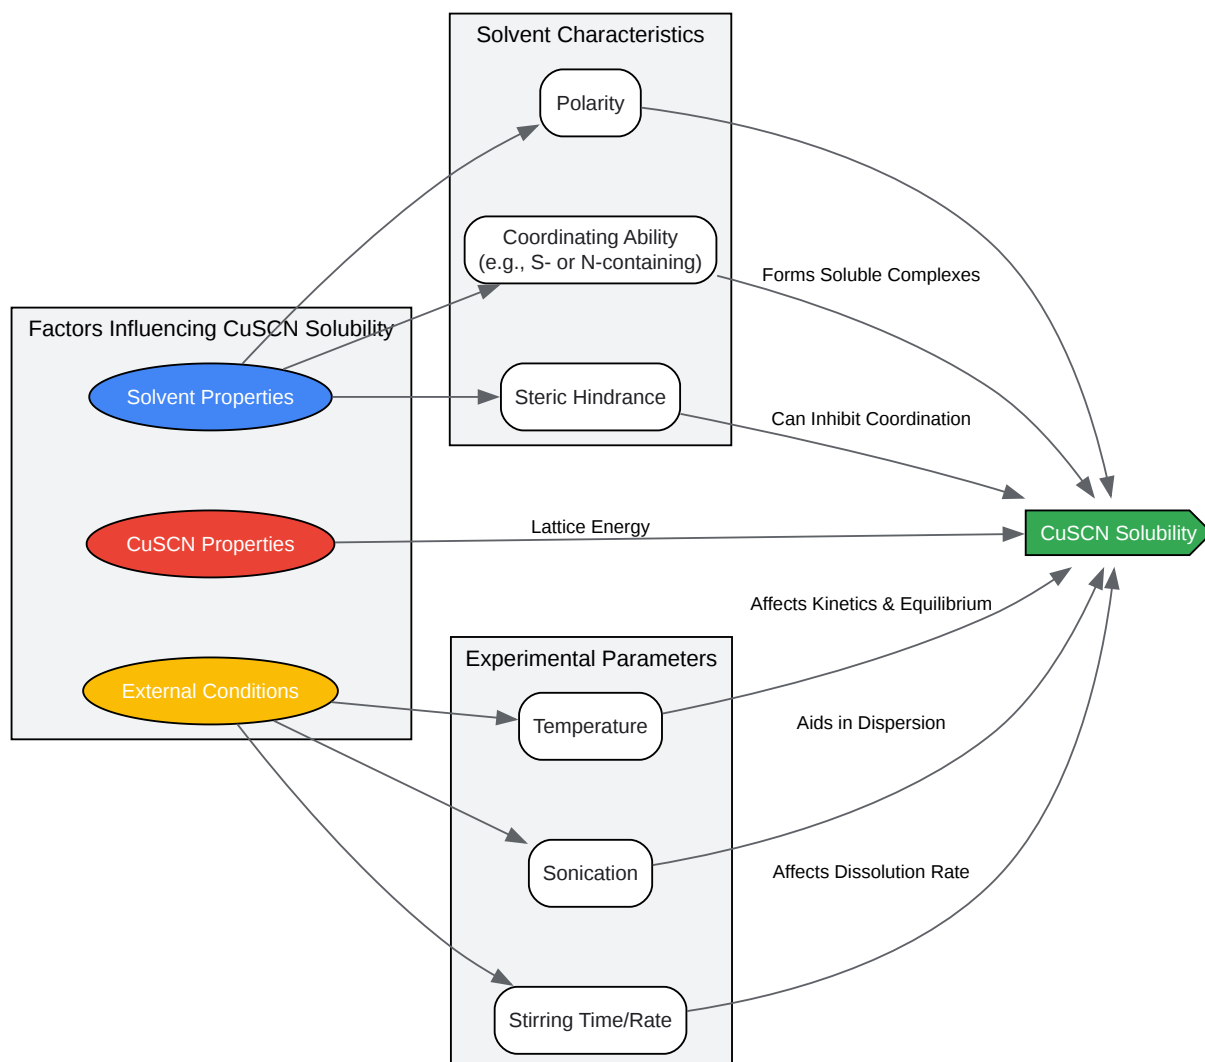 Solvent Characteristics
Polarity
Coordinating Ability
(e.g., S- or N-containing)
Forms Soluble Complexes
Factors Influencing CuSCN Solubility
Solvent Properties
Steric Hindrance
Can Inhibit Coordination
CuSCN Properties
Lattice Energy
CuSCN Solubility
Affects Kinetics & Equilibrium
Experimental Parameters
External Conditions
Temperature
Aids in Dispersion
Sonication
Affects Dissolution Rate
Stirring Time/Rate